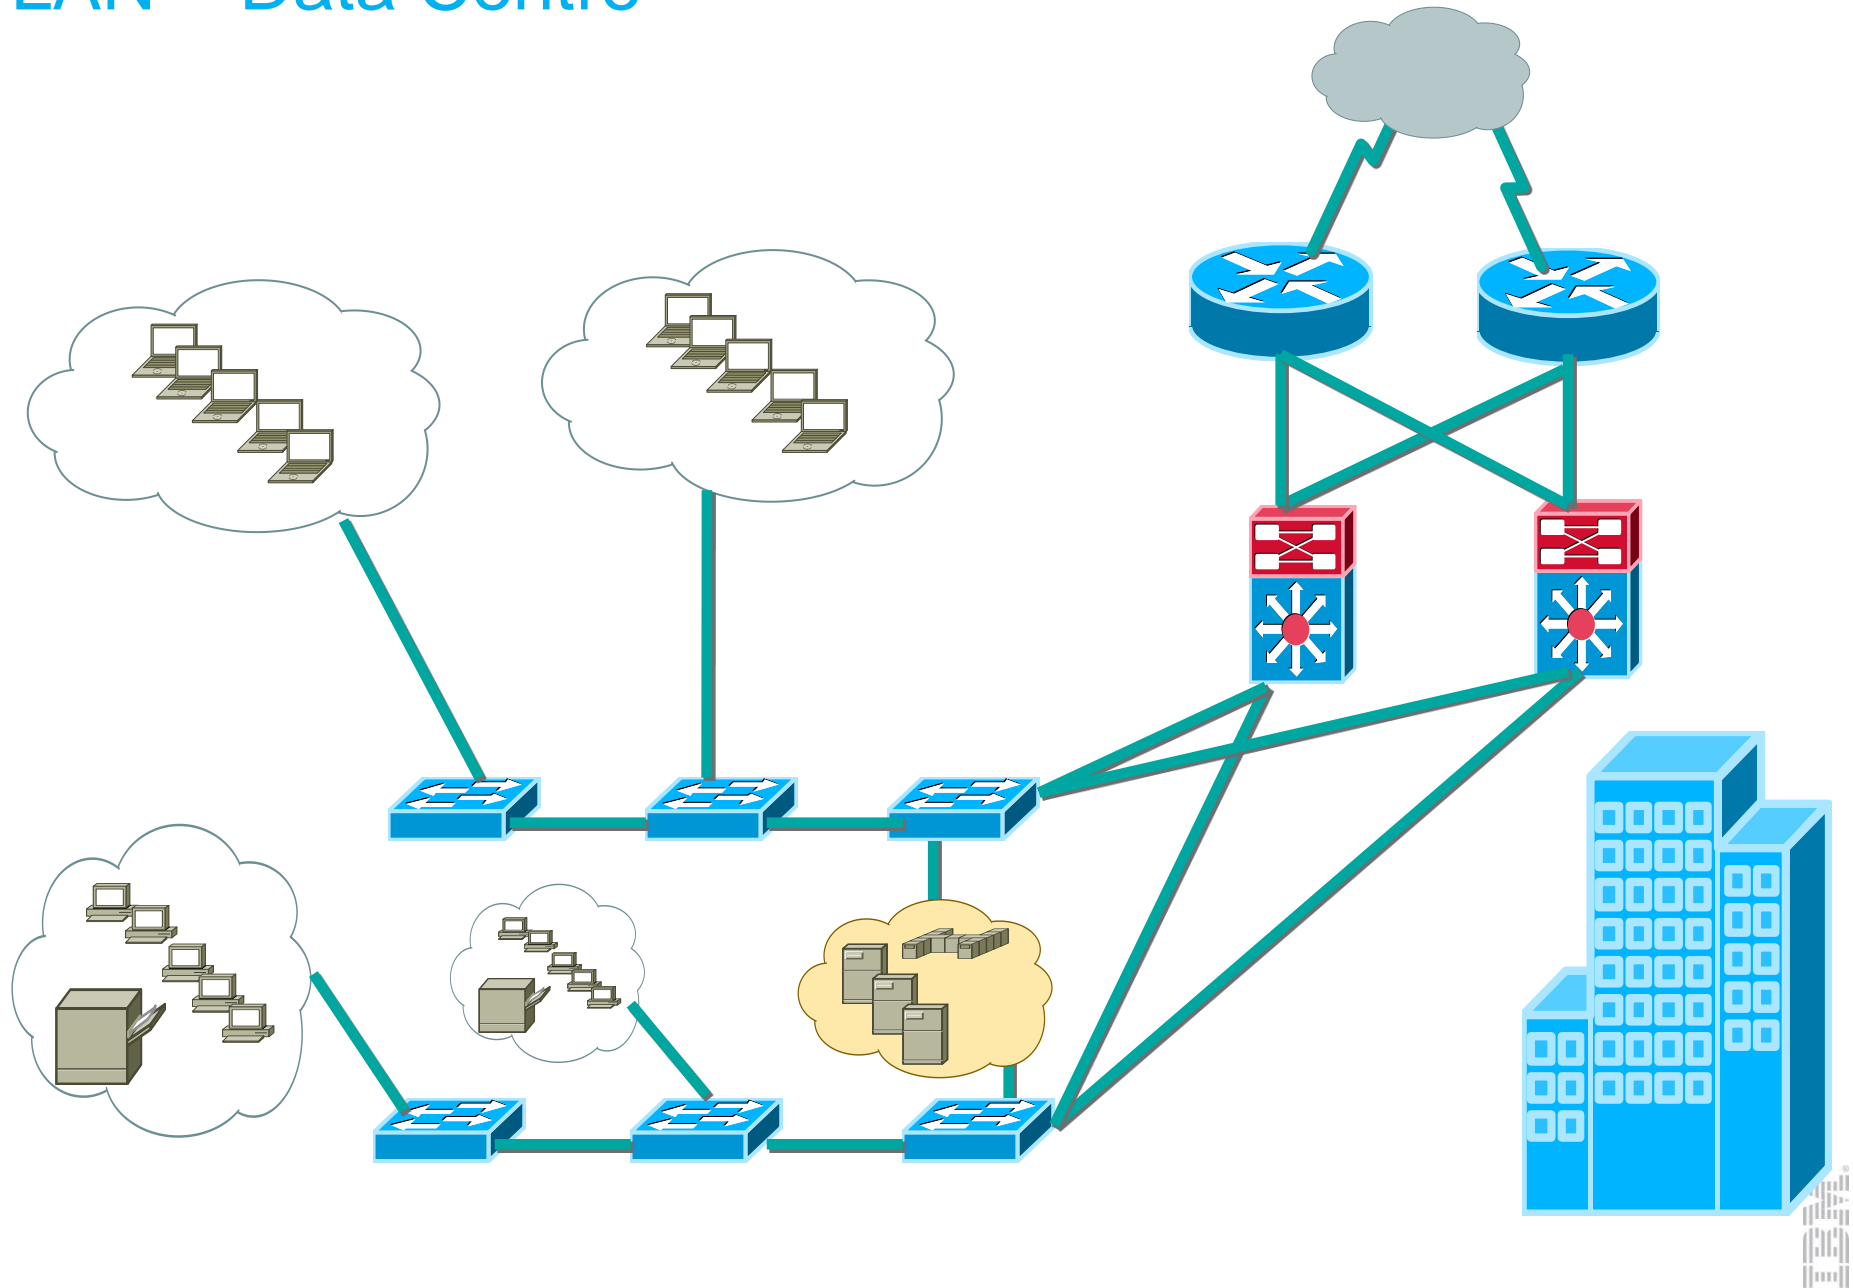 LAN – Data Centre
IBM